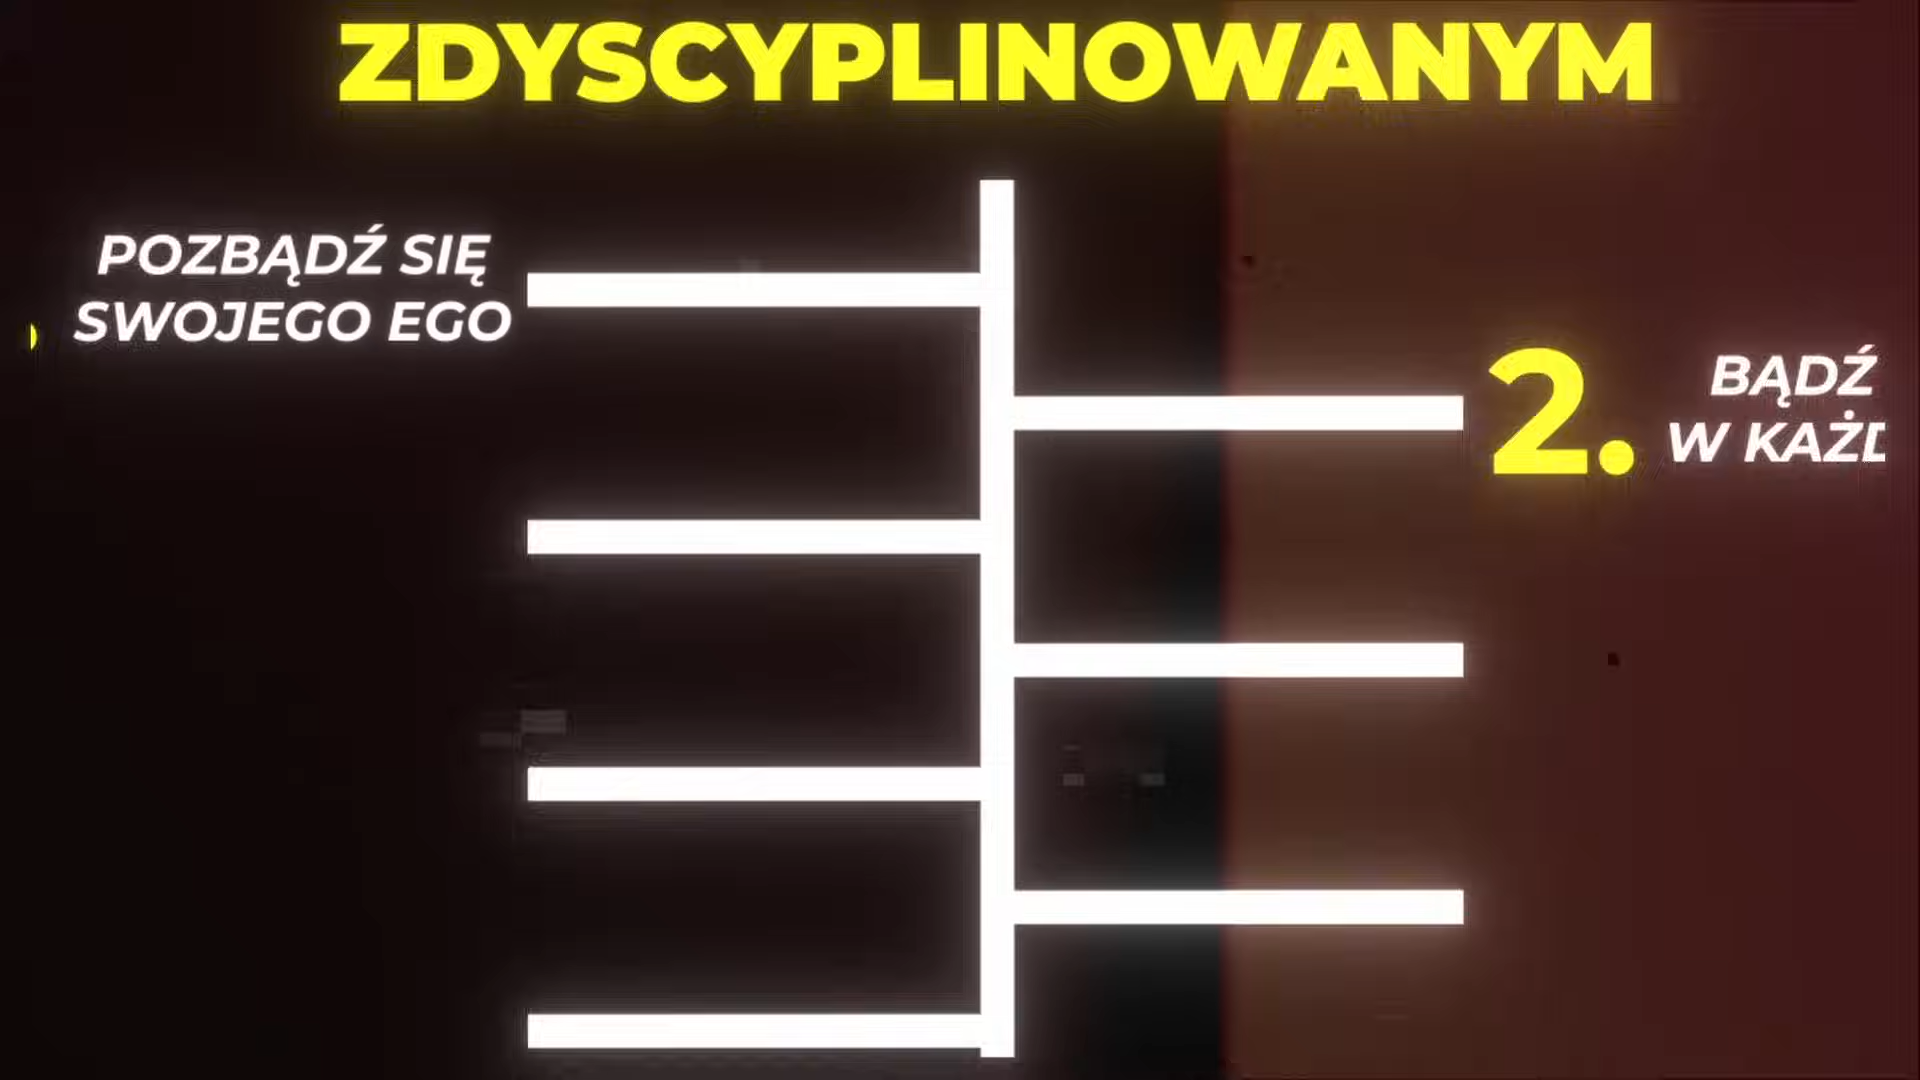 ZDYSCYPLINOWANYM
POZBĄDŹ SIĘ
SWOJEGO EGO
2.
BĄDŹ
W